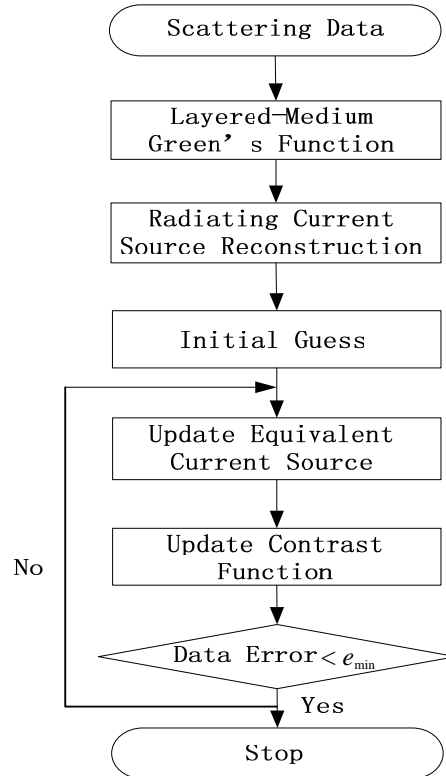 Scattering Data
Layered-Medium
Green's Function
Radiating Current
Source Reconstruction
Initial Guess
Update Equivalent
Current Source
Update Contrast
Function
No
Data Error < e_min
Yes
Stop